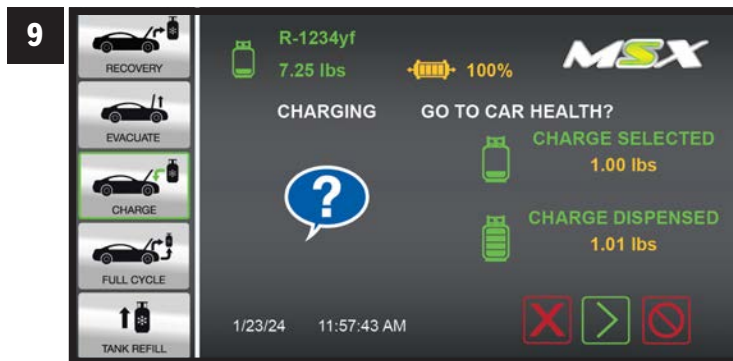 9
RECOVERY
EVACUATE
CHARGE
FULL CYCLE
TANK REFILL
R-1234yf
7.25 lbs
100%
MSX
CHARGING GO TO CAR HEALTH?
?
CHARGE SELECTED
1.00 lbs
CHARGE DISPENSED
1.01 lbs
1/23/24 11:57:43 AM